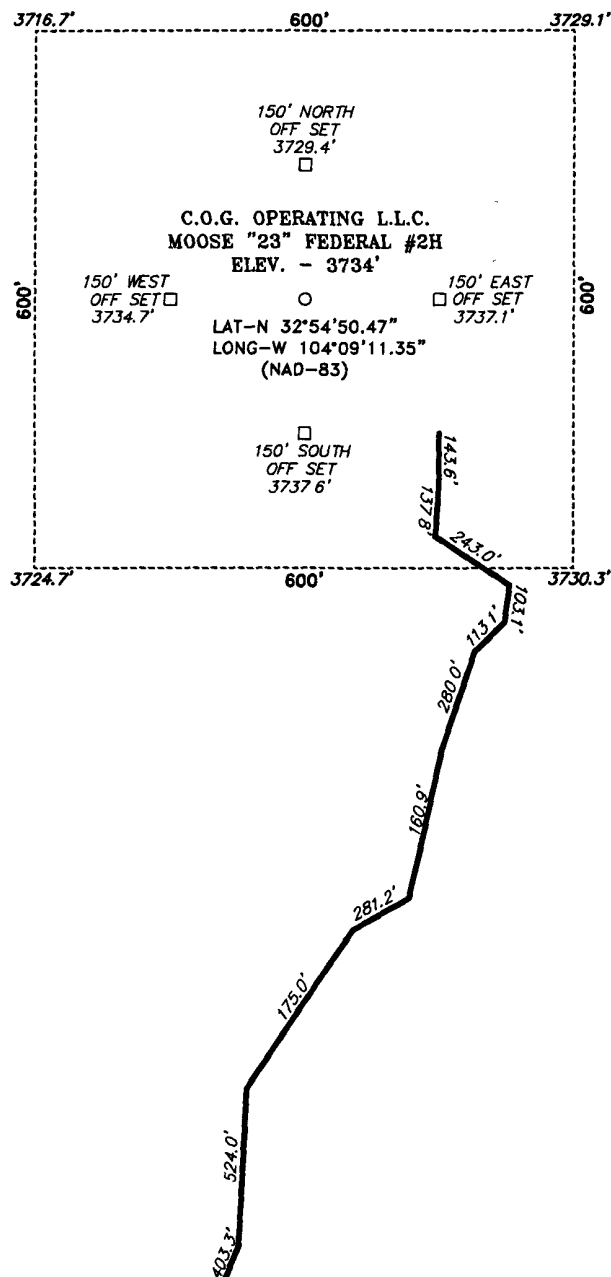 3716.7' 600' 3729.1'
150' NORTH
OFF SET
3729.4'
C.O.G. OPERATING L.L.C.
MOOSE "23" FEDERAL #2H
ELEV. - 3734'
600'
150' WEST
OFF SET
3734.7'
150' EAST
OFF SET
3737.1'
600'
LAT-N 32°54'50.47"
LONG-W 104°09'11.35"
(NAD-83)
150' SOUTH
OFF SET
3737 6'
143.6'
137.8'
243.0'
3724.7' 600' 3730.3'
103.1'
113.1'
280 0'
160.9'
281.2'
175.0'
524.0'
403.3'